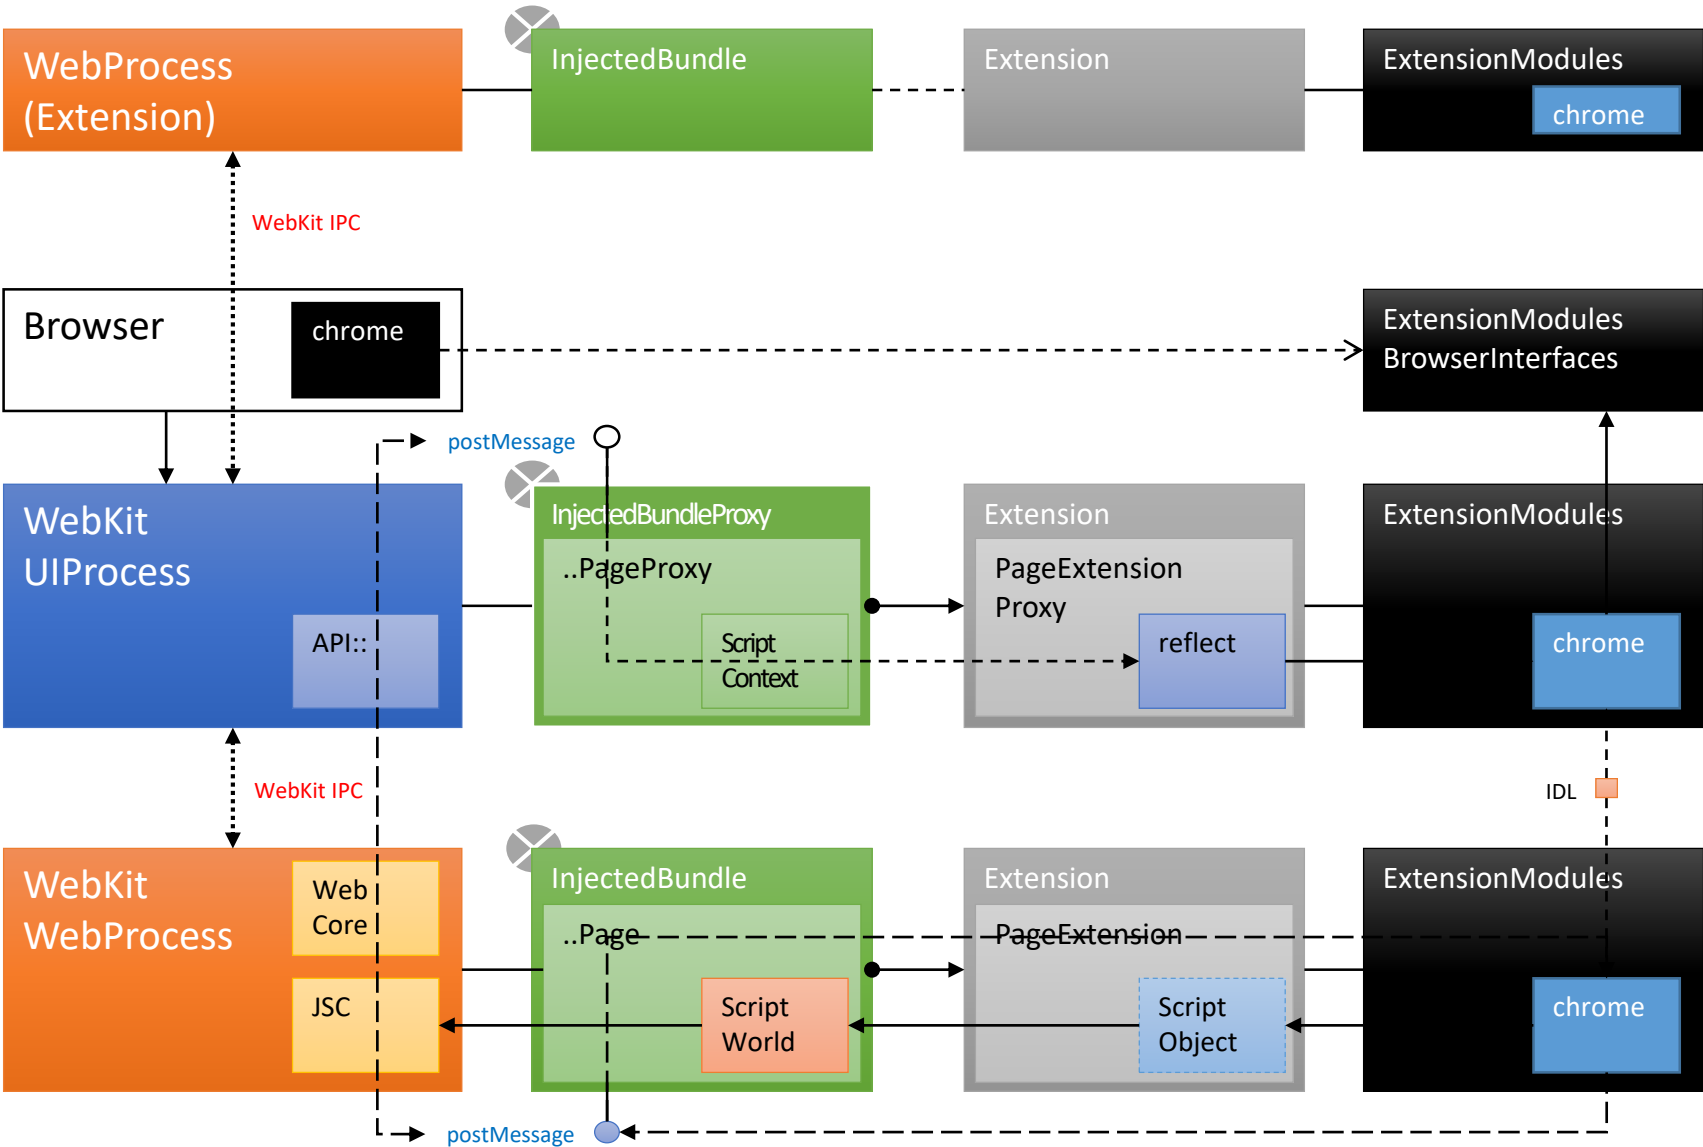 WebProcess
(Extension)
InjectedBundle
Extension
ExtensionModules
chrome
WebKit IPC
Browser
chrome
ExtensionModules
BrowserInterfaces
postMessage
WebKit
UIProcess
API::
InjectedBundleProxy
..PageProxy
Script
Context
Extension
PageExtension
Proxy
reflect
ExtensionModules
chrome
WebKit IPC
IDL
WebKit
WebProcess
Web
Core
JSC
InjectedBundle
..Page
Script
World
Extension
PageExtension
Script
Object
ExtensionModules
chrome
postMessage